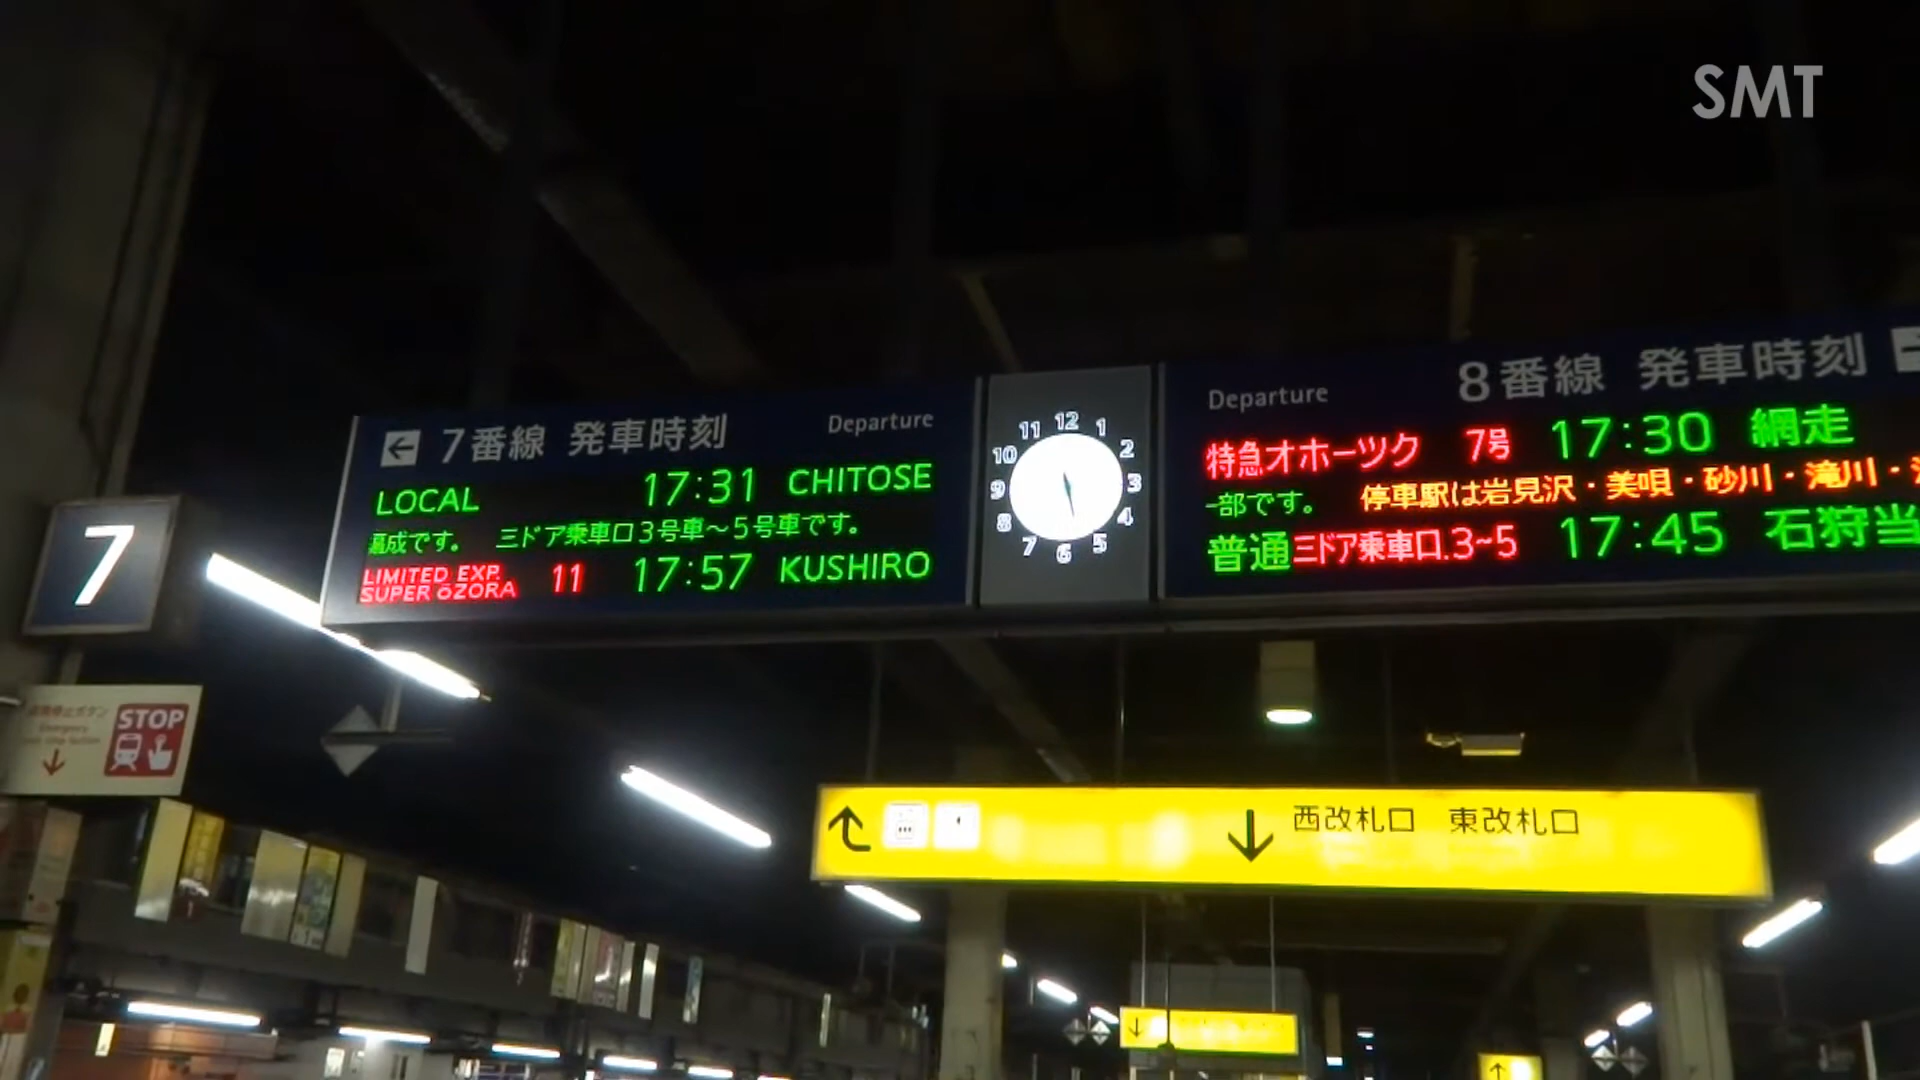 SMT
7番線 発車時刻 Departure
LOCAL 17:31 CHITOSE
編成です。 三ドア乗車口3号車～5号車です。
LIMITED EXP. SUPER ŌZORA 11 17:57 KUSHIRO
12 1 2 3 4 5 6 7 8 9 10 11
Departure 8番線 発車時刻
特急オホーツク 7号 17:30 網走
部です。 停車駅は岩見沢・美唄・砂川・滝川・
普通 三ドア乗車口.3~5 17:45 石狩当
7
STOP
西改札口 東改札口